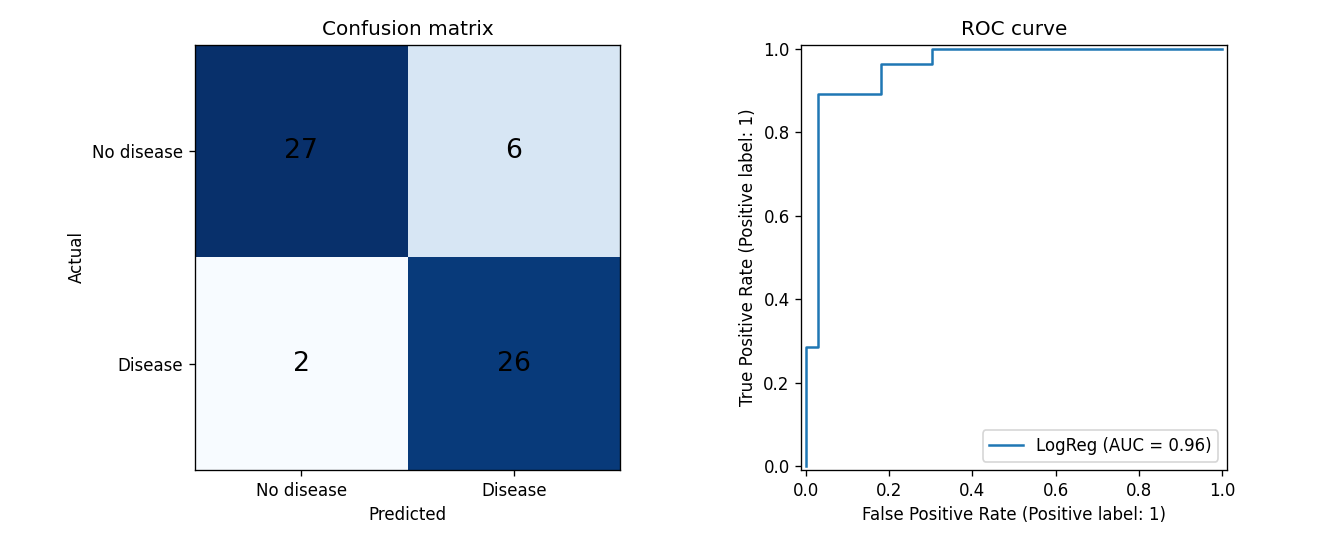 Confusion matrix
No disease
27
6
Actual
Disease
2
26
No disease
Disease
Predicted
ROC curve
1.0
0.8
0.6
0.4
0.2
0.0
True Positive Rate (Positive label: 1)
LogReg (AUC = 0.96)
0.0
0.2
0.4
0.6
0.8
1.0
False Positive Rate (Positive label: 1)